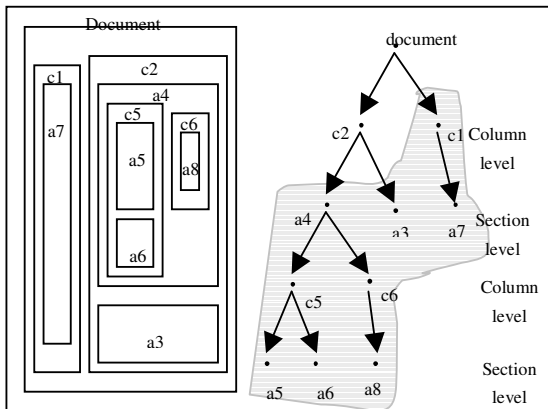 Document
c1
c2
a7
a4
c5
c6
a5
a8
a6
a3
document
c2
c1
Column
level
a4
a3
a7
Section
level
c5
c6
Column
level
a5
a6
a8
Section
level